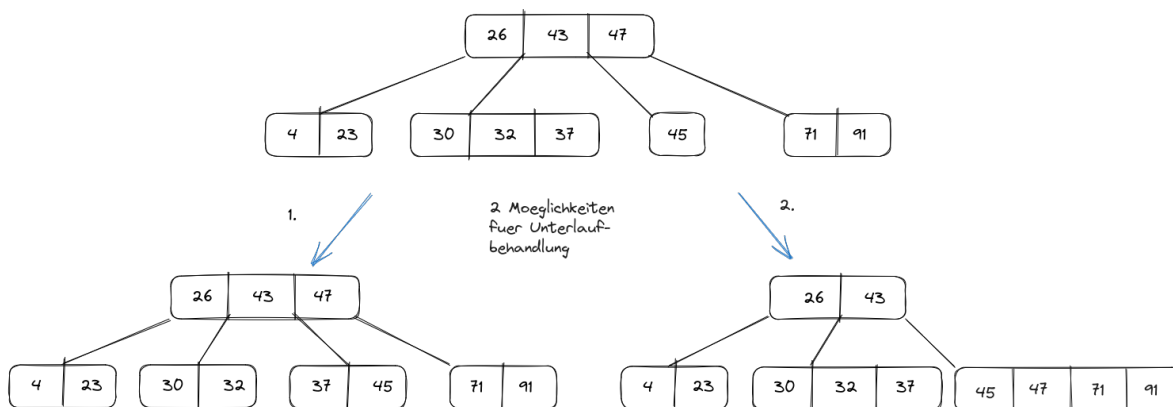 26 43 47
4 23 30 32 37 45 71 91
1. 2 Moeglichkeiten 2.
fuer Unterlauf-
behandlung
26 43 47 26 43
4 23 30 32 37 45 71 91 4 23 30 32 37 45 47 71 91